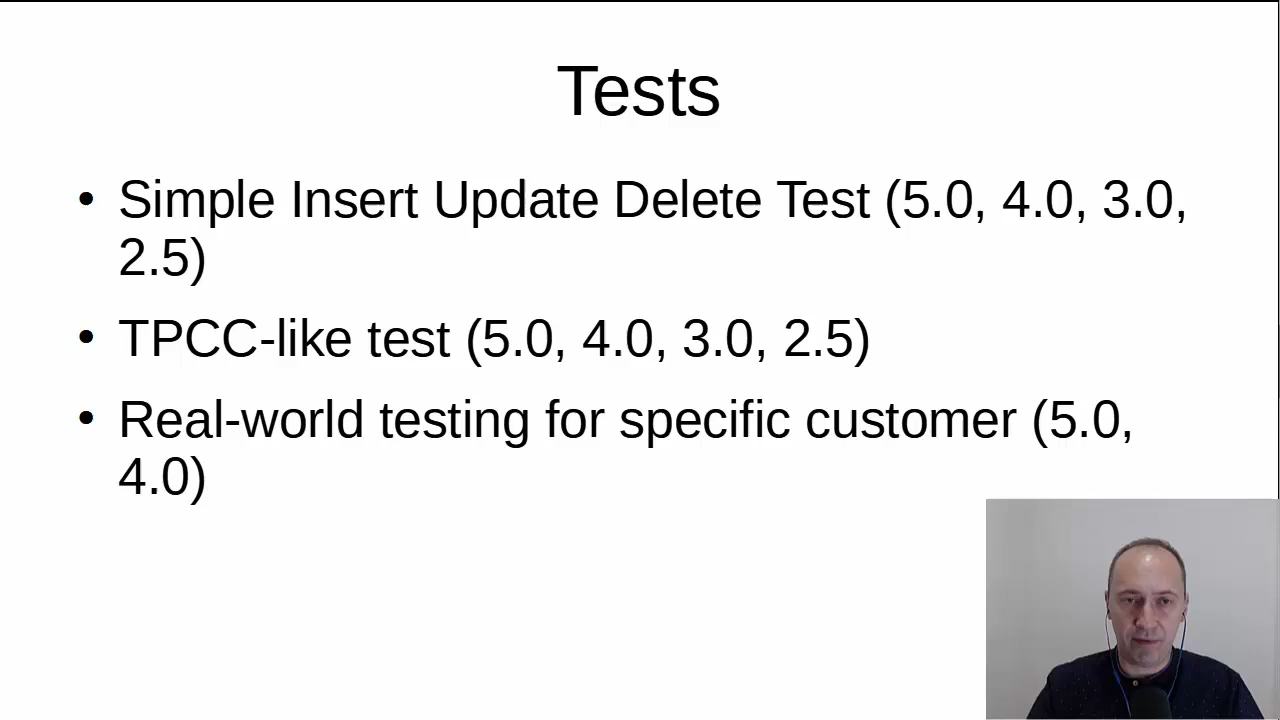 Tests
• Simple Insert Update Delete Test (5.0, 4.0, 3.0,
2.5)
• TPCC-like test (5.0, 4.0, 3.0, 2.5)
• Real-world testing for specific customer (5.0,
4.0)